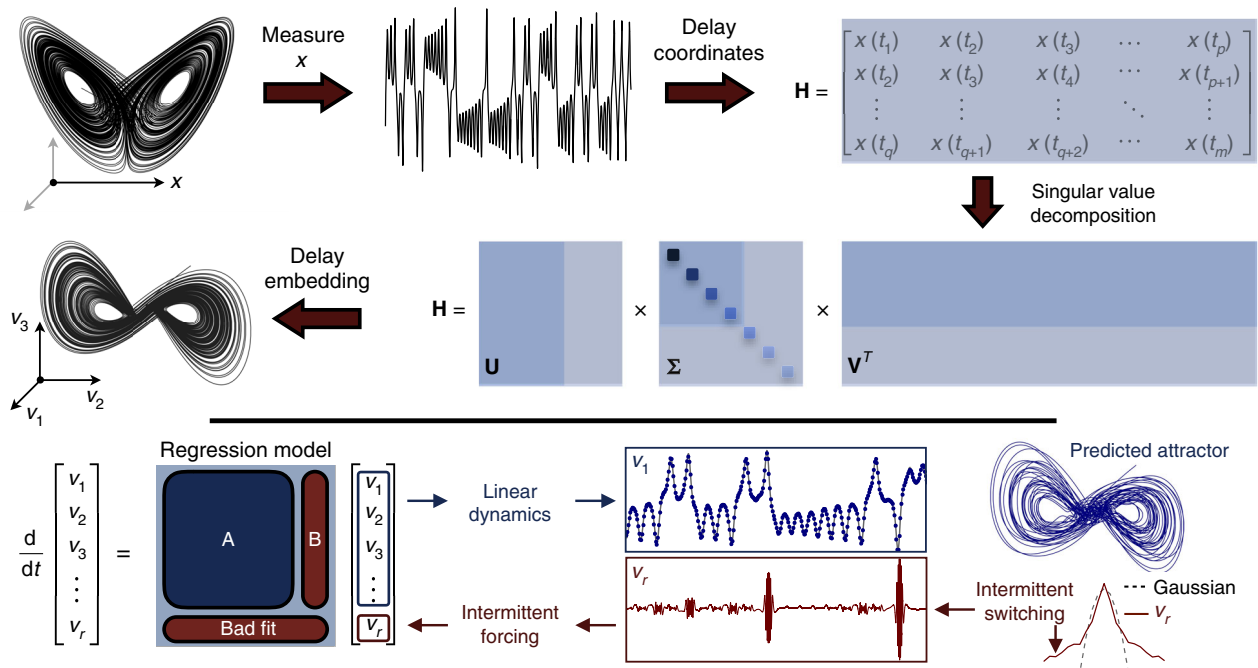 Measure
x
Delay
coordinates
H =
x (t1) x (t2) x (t3) ⋯ x (tp)
x (t2) x (t3) x (t4) ⋯ x (tp+1)
⋮ ⋮ ⋮ ⋱ ⋮
x (tq) x (tq+1) x (tq+2) ⋯ x (tm)
x
Singular value
decomposition
Delay
embedding
H = × ×
U Σ V^T
v3
v2
v1
Regression model
d
dt
v1
v2
v3
⋮
vr
=
A
B
Bad fit
v1
v2
v3
⋮
vr
Linear
dynamics
v1
Predicted attractor
Intermittent
forcing
vr
Intermittent
switching
Gaussian
vr